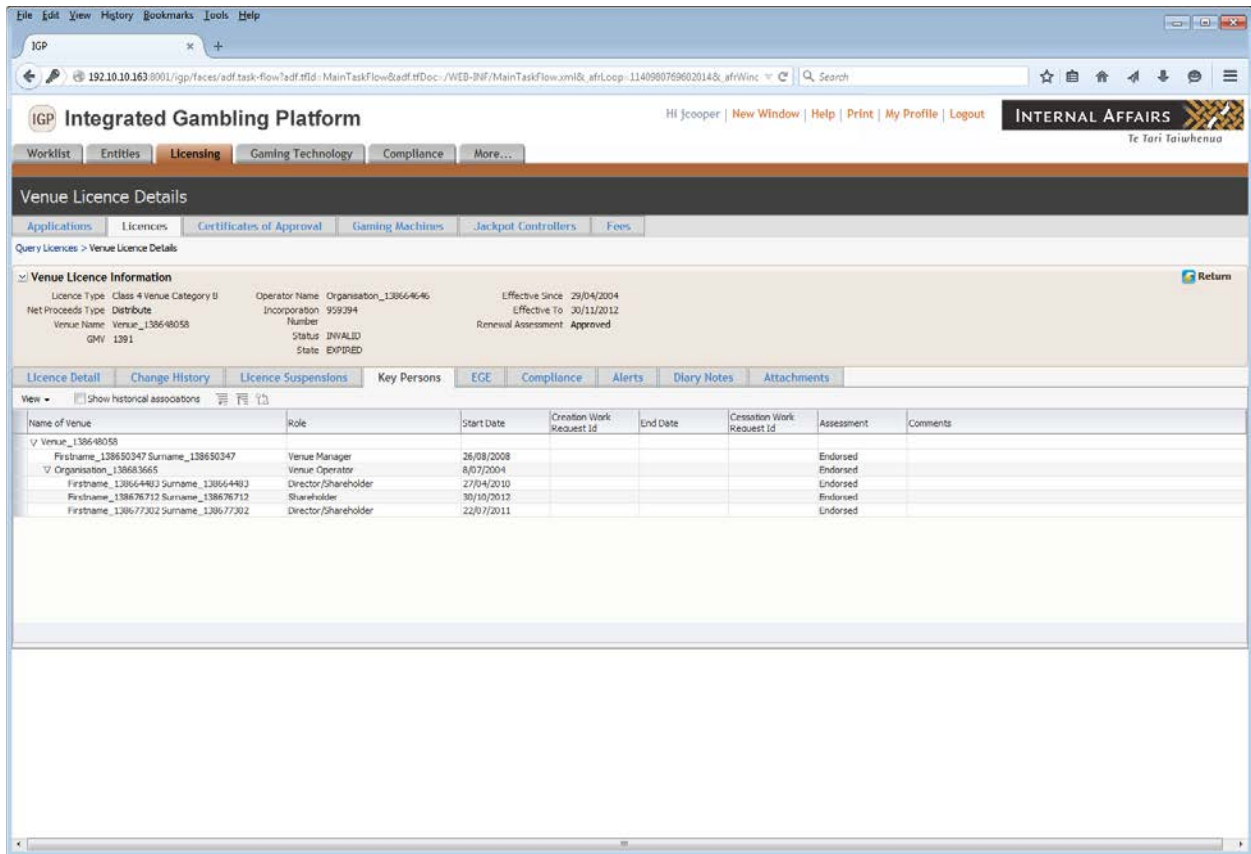 File Edit View History Bookmarks Tools Help
IGP × +
192.10.10.163:8001/igp/faces/adf.task-flow?adf.tfId=MainTaskFlow&adf.tfDoc=/WEB-INF/MainTaskFlow.xml&_afrLoop=1140980769602014&_afrWinc Search
IGP Integrated Gambling Platform
Hi jcooper | New Window | Help | Print | My Profile | Logout
INTERNAL AFFAIRS
Te Tari Taiwhenua
Worklist Entities Licensing Gaming Technology Compliance More...
Venue Licence Details
Applications Licences Certificates of Approval Gaming Machines Jackpot Controllers Fees
Query Licences > Venue Licence Details
Venue Licence Information Return
Licence Type Class 4 Venue Category B Operator Name Organisation_138664646 Effective Since 29/04/2004
Net Proceeds Type Distribute Incorporation Number 959394 Effective To 30/11/2012
Venue Name Venue_138648058 Status INVALID Renewal Assessment Approved
GMV 1391 State EXPIRED
Licence Detail Change History Licence Suspensions Key Persons EGE Compliance Alerts Diary Notes Attachments
View Show historical associations
Name of Venue Role Start Date Creation Work Request Id End Date Cessation Work Request Id Assessment Comments
Venue_138648058
Firstname_138650347 Surname_138650347 Venue Manager 26/08/2008 Endorsed
Organisation_138683665 Venue Operator 8/07/2004 Endorsed
Firstname_138664483 Surname_138664483 Director/Shareholder 27/04/2010 Endorsed
Firstname_138676712 Surname_138676712 Shareholder 30/10/2012 Endorsed
Firstname_138677302 Surname_138677302 Director/Shareholder 22/07/2011 Endorsed